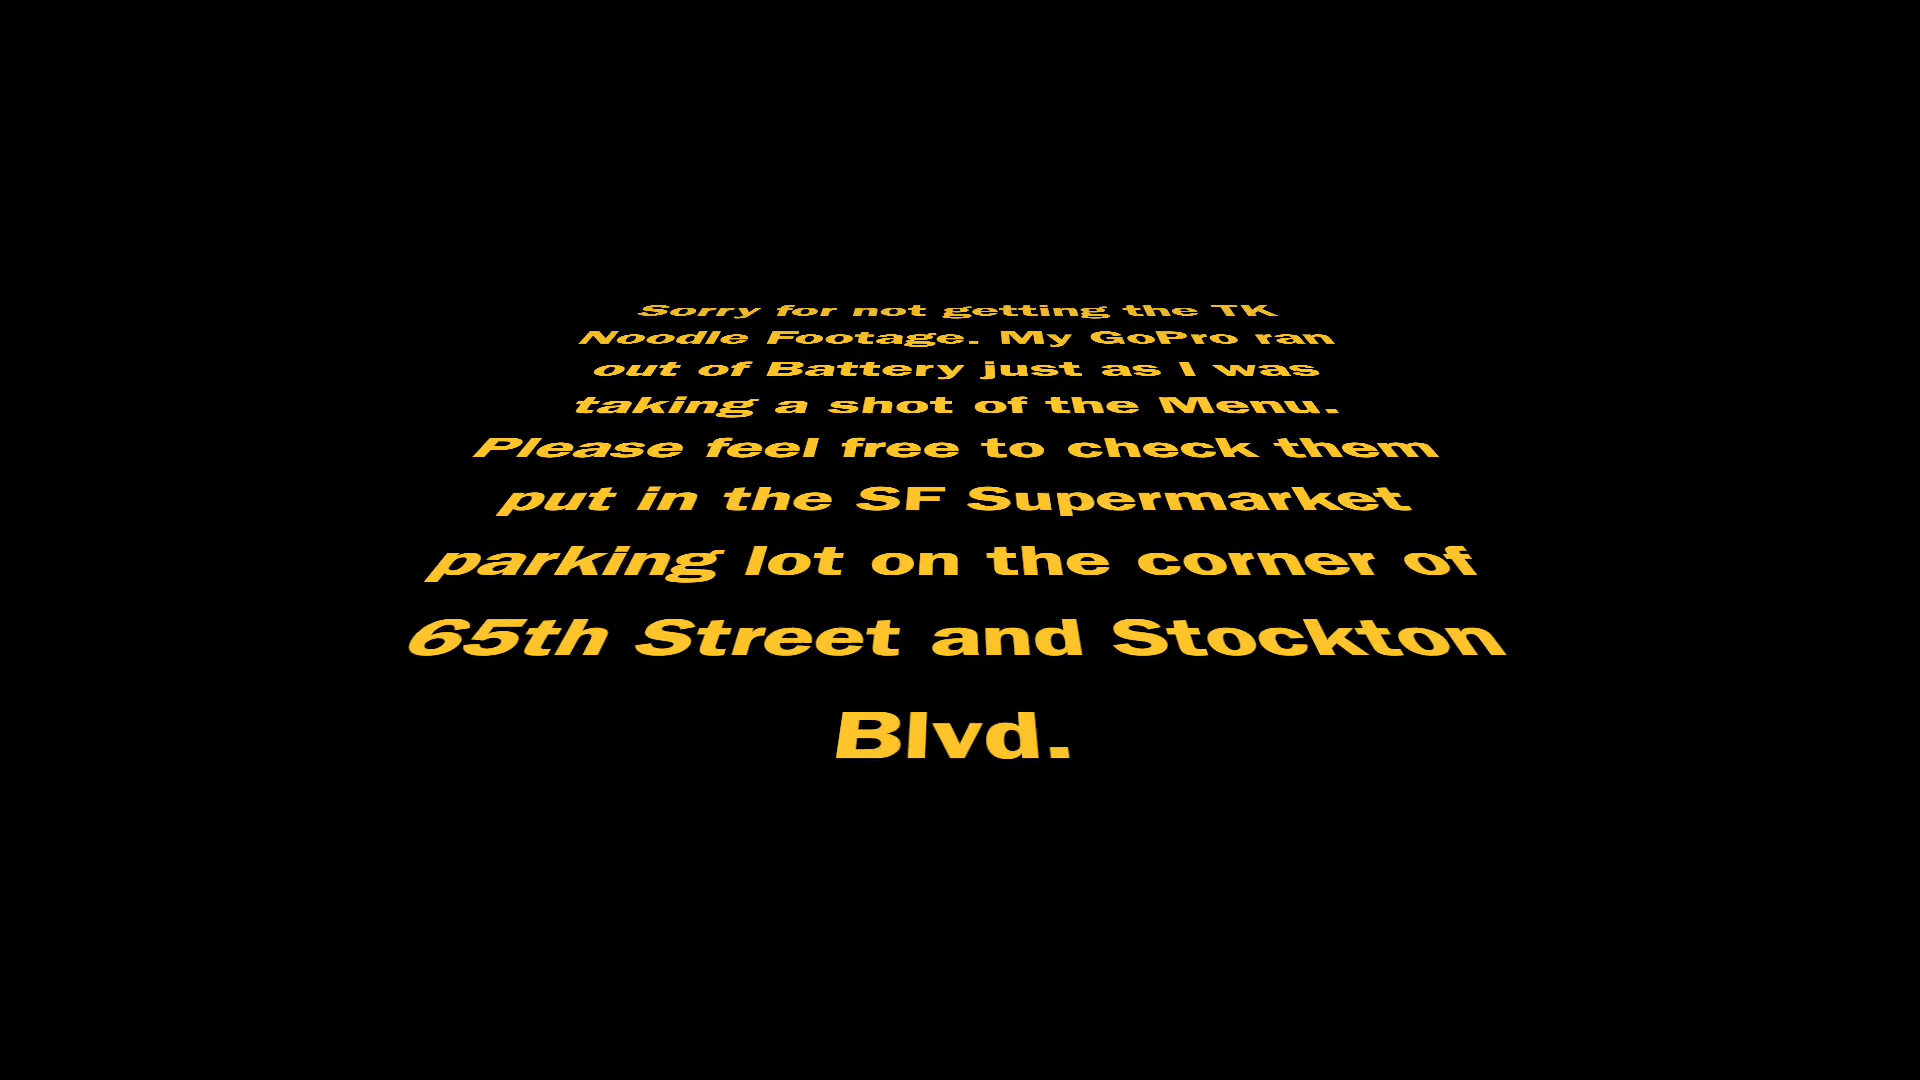 Sorry for not getting the TK
Noodle Footage. My GoPro ran
out of Battery just as I was
taking a shot of the Menu.
Please feel free to check them
put in the SF Supermarket
parking lot on the corner of
65th Street and Stockton
Blvd.